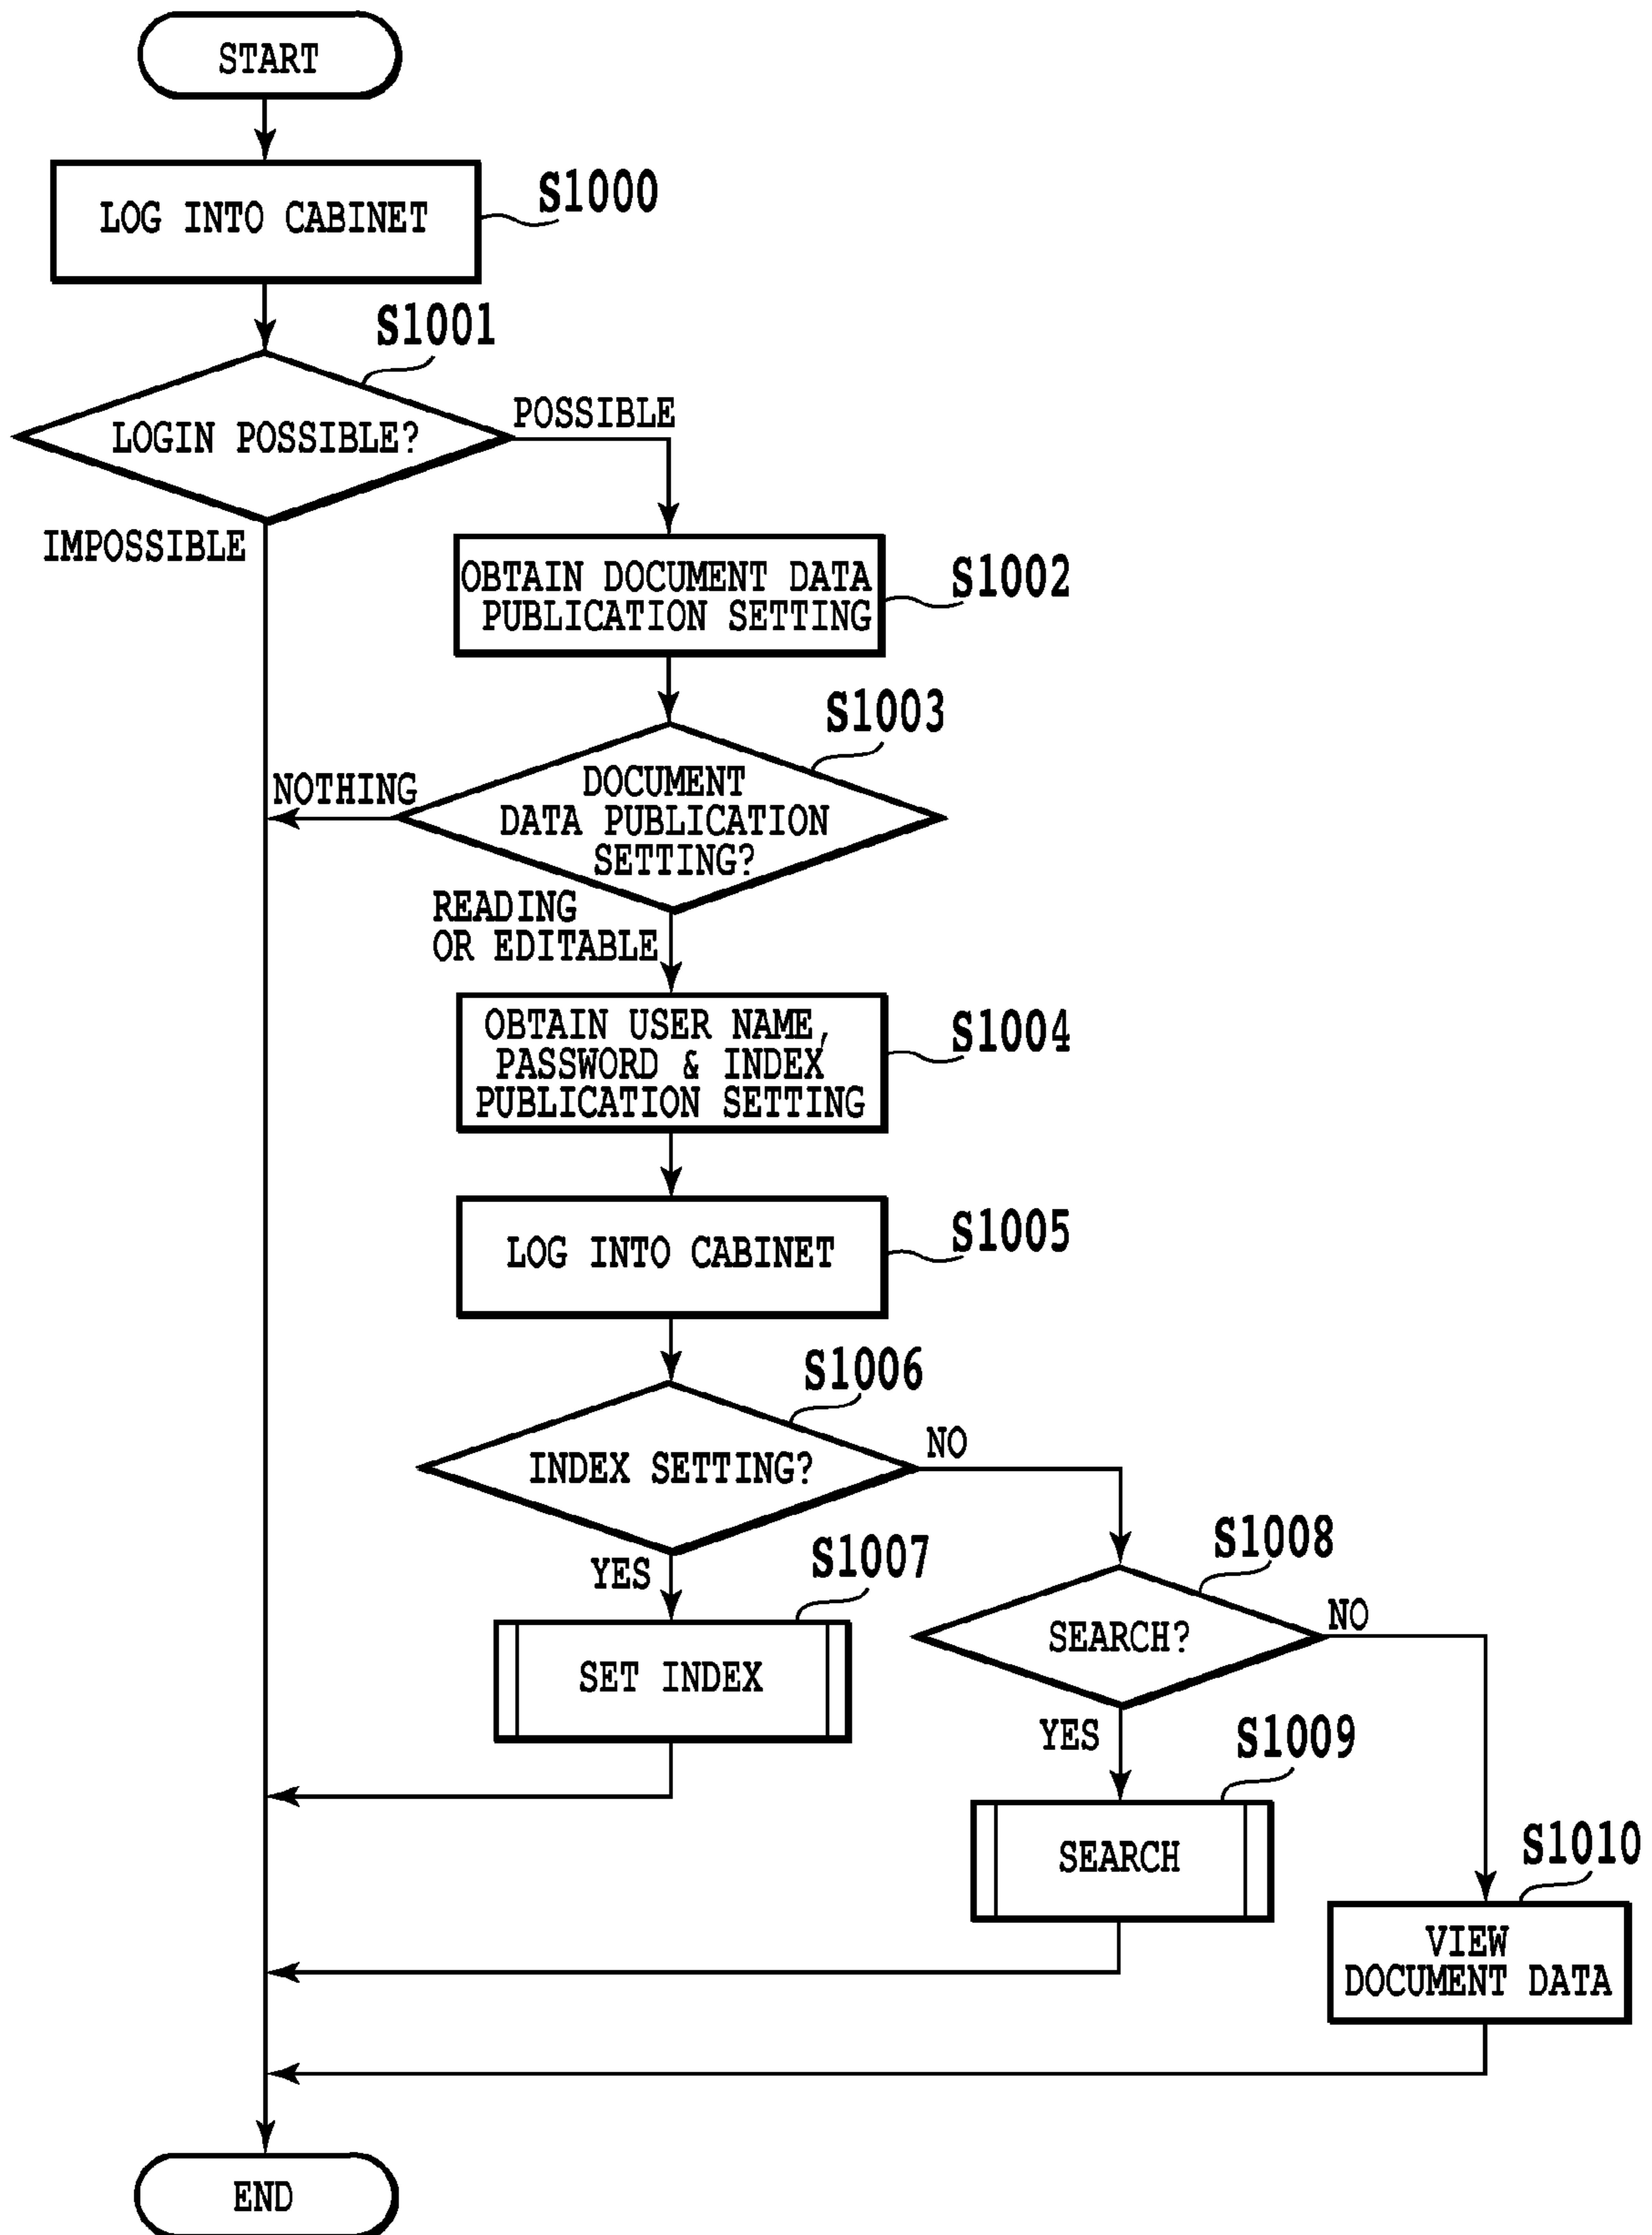 START
LOG INTO CABINET
S1000
S1001
LOGIN POSSIBLE?
POSSIBLE
IMPOSSIBLE
OBTAIN DOCUMENT DATA
PUBLICATION SETTING
S1002
S1003
DOCUMENT
DATA PUBLICATION
SETTING?
NOTHING
READING
OR EDITABLE
OBTAIN USER NAME,
PASSWORD & INDEX
PUBLICATION SETTING
S1004
LOG INTO CABINET
S1005
S1006
INDEX SETTING?
NO
YES
S1007
SET INDEX
S1008
SEARCH?
NO
YES
S1009
SEARCH
S1010
VIEW
DOCUMENT DATA
END